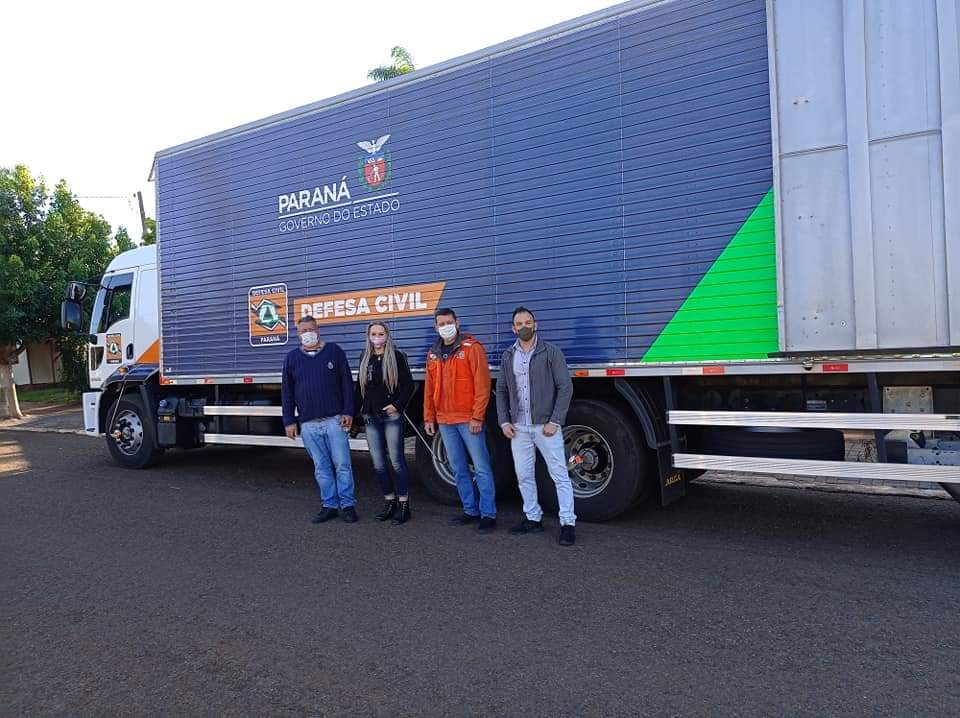 PARANÁ
GOVERNO DO ESTADO
DEFESA CIVIL
PARANÁ
DEFESA CIVIL